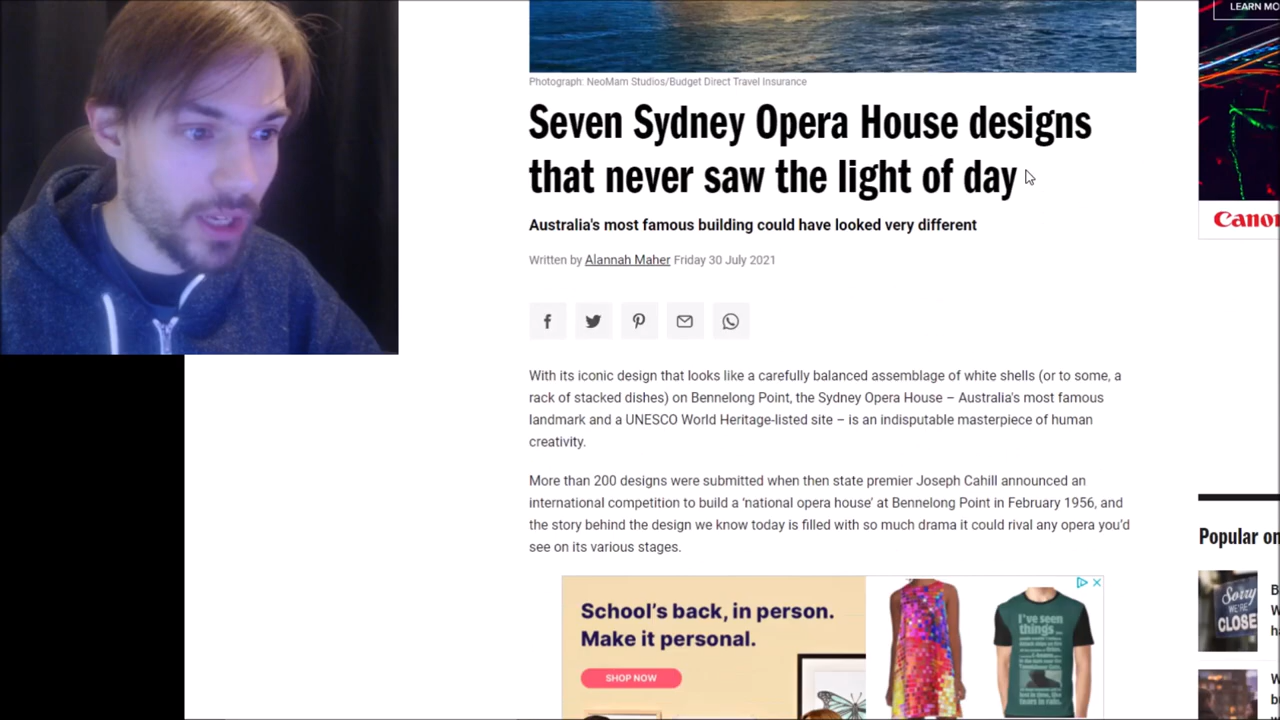 LEARN MO
Photograph: NeoMam Studios/Budget Direct Travel Insurance
Seven Sydney Opera House designs
that never saw the light of day
Australia's most famous building could have looked very different
Written by Alannah Maher Friday 30 July 2021
With its iconic design that looks like a carefully balanced assemblage of white shells (or to some, a
rack of stacked dishes) on Bennelong Point, the Sydney Opera House – Australia's most famous
landmark and a UNESCO World Heritage-listed site – is an indisputable masterpiece of human
creativity.
More than 200 designs were submitted when then state premier Joseph Cahill announced an
international competition to build a ‘national opera house’ at Bennelong Point in February 1956, and
the story behind the design we know today is filled with so much drama it could rival any opera you’d
see on its various stages.
School’s back, in person.
Make it personal.
SHOP NOW
I've seen
things...
Canon
Popular on
Sorry
WE'RE
CLOSE
B
W
h
W
b